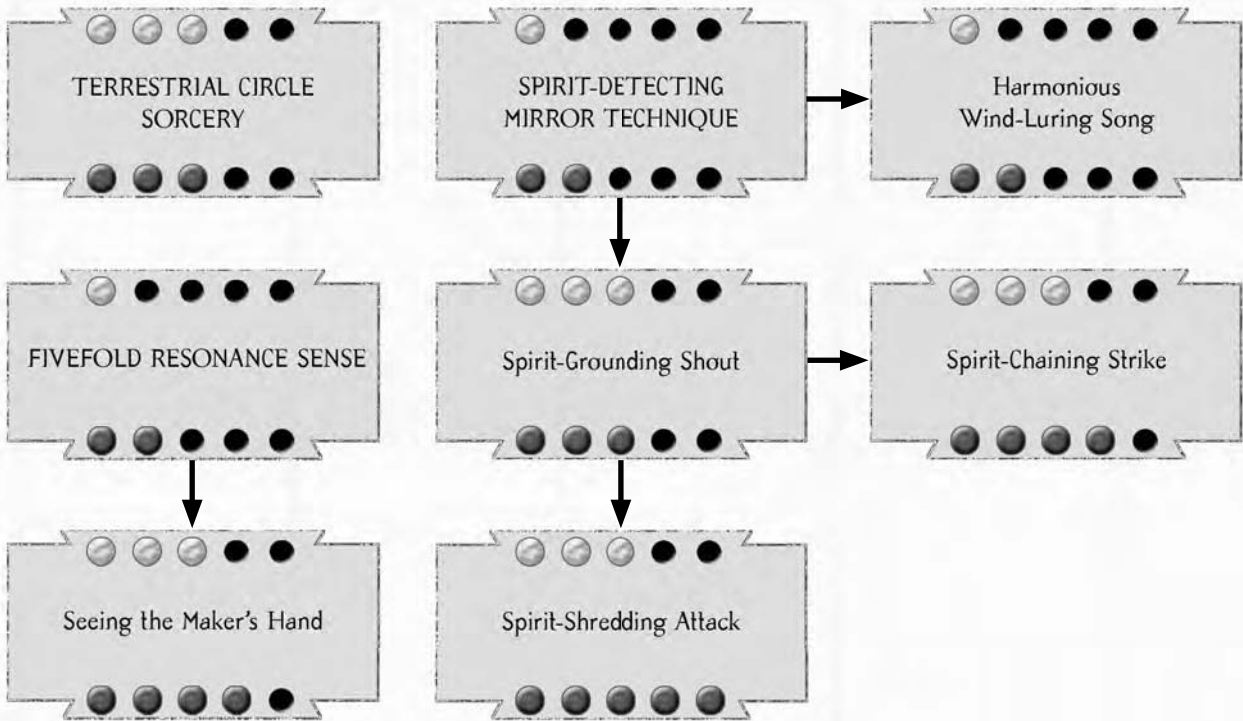 TERRESTRIAL CIRCLE
SORCERY
SPIRIT-DETECTING
MIRROR TECHNIQUE
Harmonious
Wind-Luring Song
FIVEFOLD RESONANCE SENSE
Spirit-Grounding Shout
Spirit-Chaining Strike
Seeing the Maker's Hand
Spirit-Shredding Attack